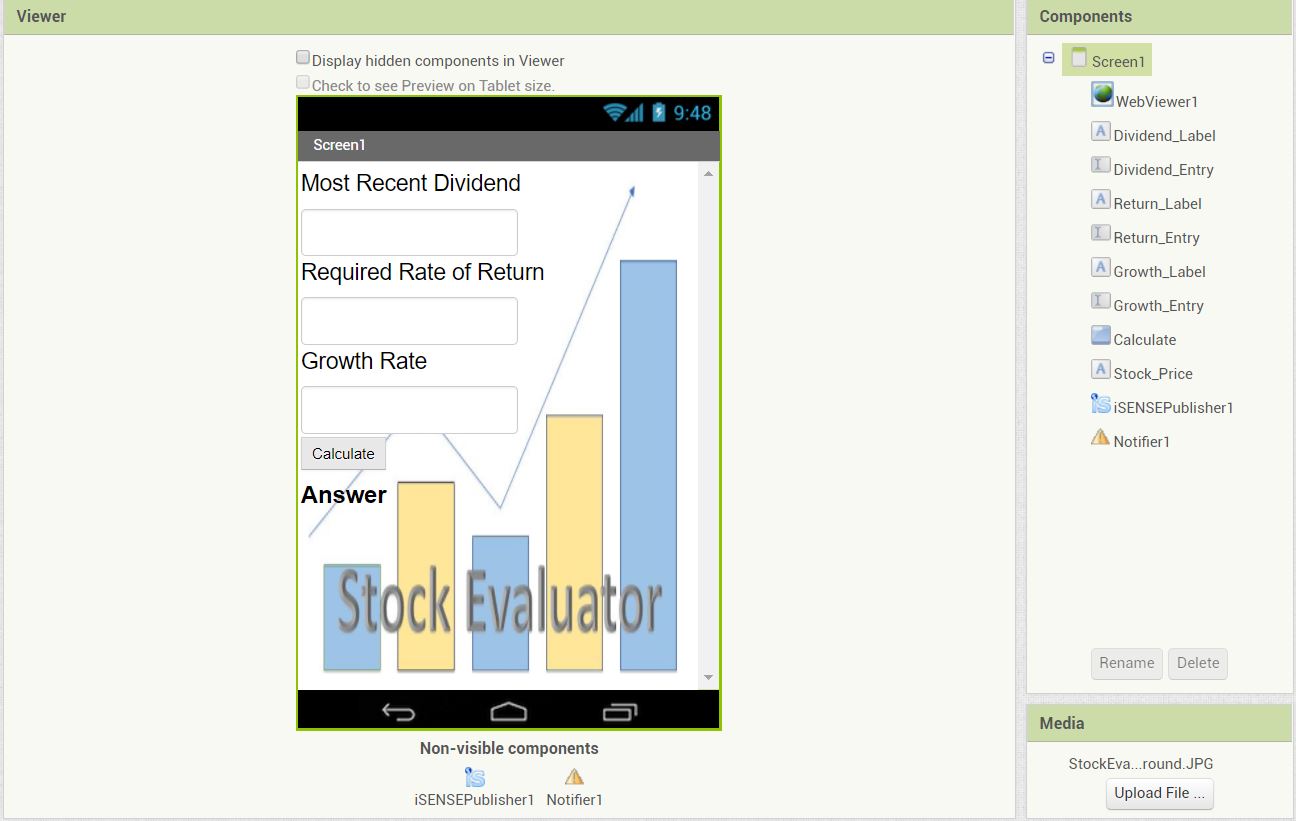 Viewer
Display hidden components in Viewer
Check to see Preview on Tablet size.
9:48
Screen1
Most Recent Dividend
Required Rate of Return
Growth Rate
Calculate
Answer
Stock Evaluator
Non-visible components
iSENSEPublisher1 Notifier1
Components
Screen1
WebViewer1
A Dividend_Label
Dividend_Entry
A Return_Label
Return_Entry
A Growth_Label
Growth_Entry
Calculate
A Stock_Price
iSENSEPublisher1
Notifier1
Rename Delete
Media
StockEva...round.JPG
Upload File ...